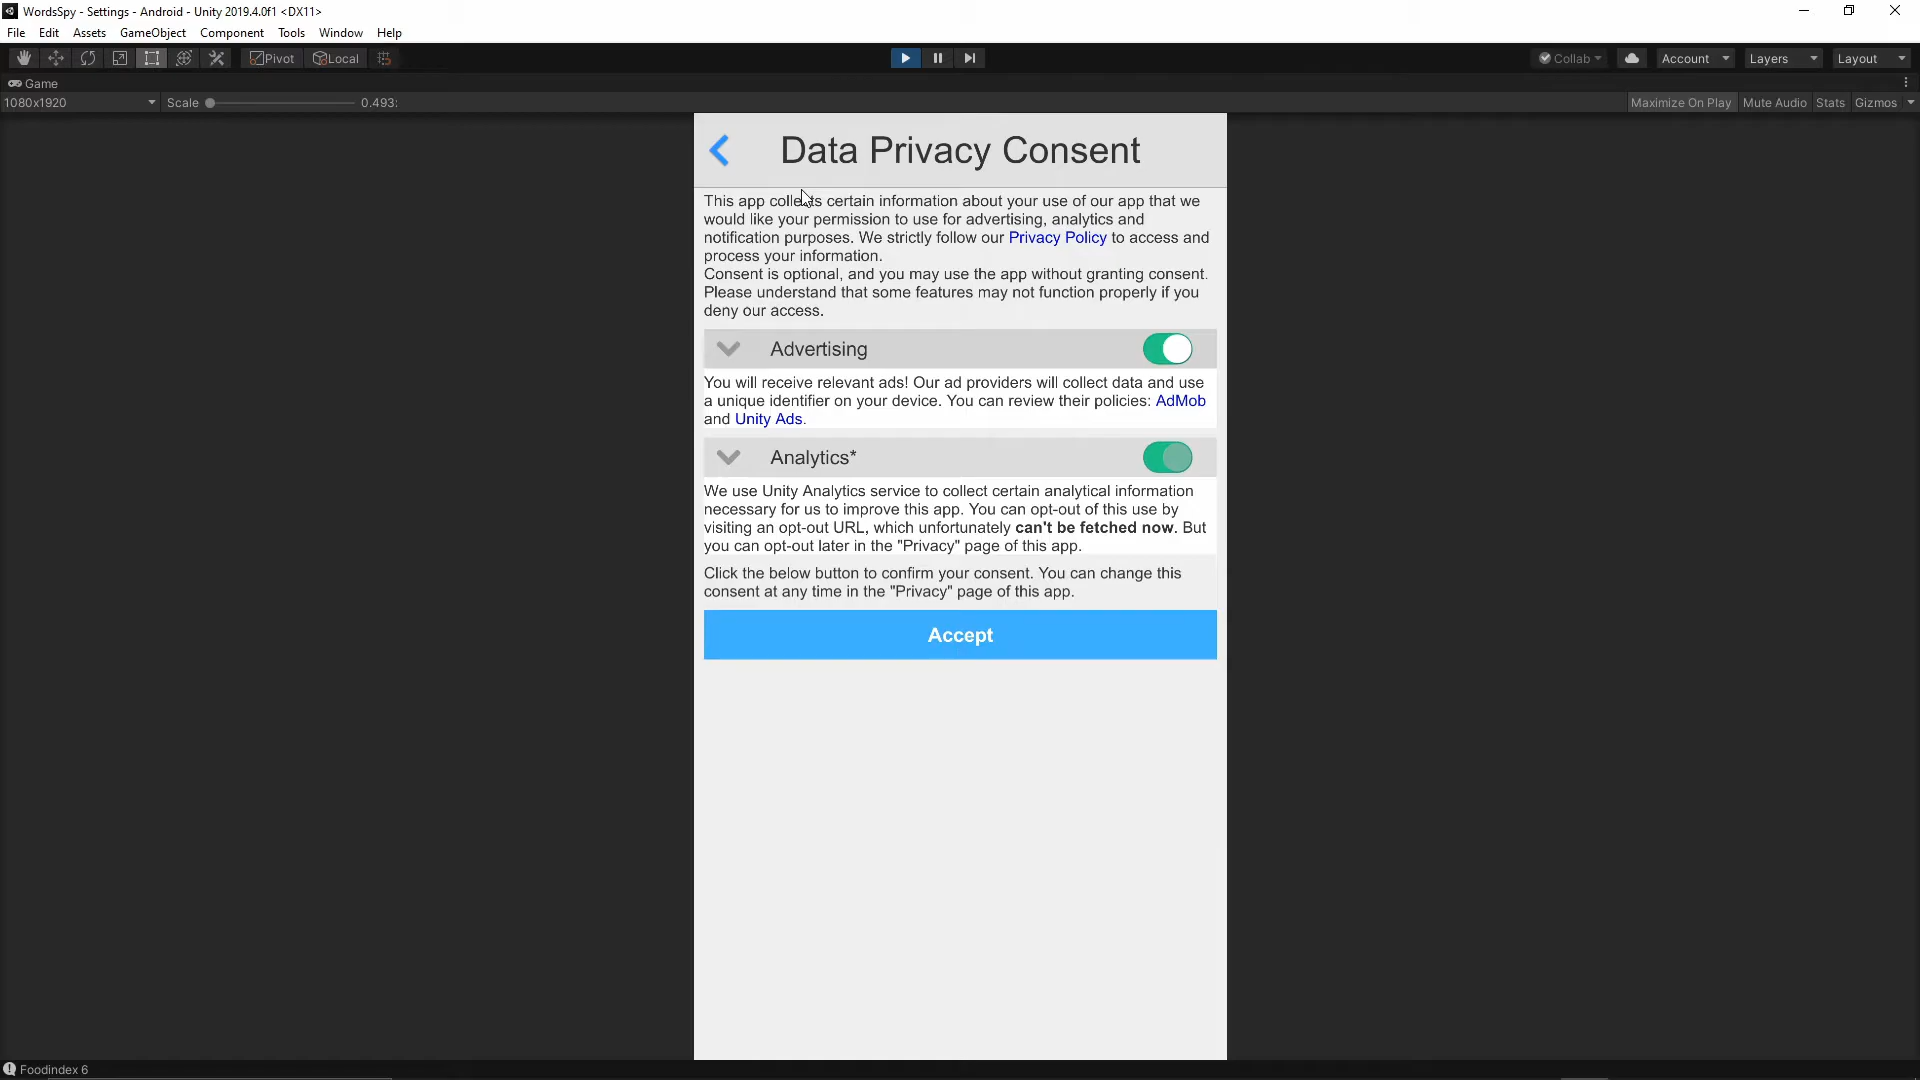 WordsSpy - Settings - Android - Unity 2019.4.0f1 <DX11>
File Edit Assets GameObject Component Tools Window Help
Pivot Local Collab Account Layers Layout
Game
1080x1920 Scale 0.493: Maximize On Play Mute Audio Stats Gizmos
Data Privacy Consent
This app collects certain information about your use of our app that we
would like your permission to use for advertising, analytics and
notification purposes. We strictly follow our Privacy Policy to access and
process your information.
Consent is optional, and you may use the app without granting consent.
Please understand that some features may not function properly if you
deny our access.
Advertising
You will receive relevant ads! Our ad providers will collect data and use
a unique identifier on your device. You can review their policies: AdMob
and Unity Ads.
Analytics*
We use Unity Analytics service to collect certain analytical information
necessary for us to improve this app. You can opt-out of this use by
visiting an opt-out URL, which unfortunately can't be fetched now. But
you can opt-out later in the "Privacy" page of this app.
Click the below button to confirm your consent. You can change this
consent at any time in the "Privacy" page of this app.
Accept
Foodindex 6